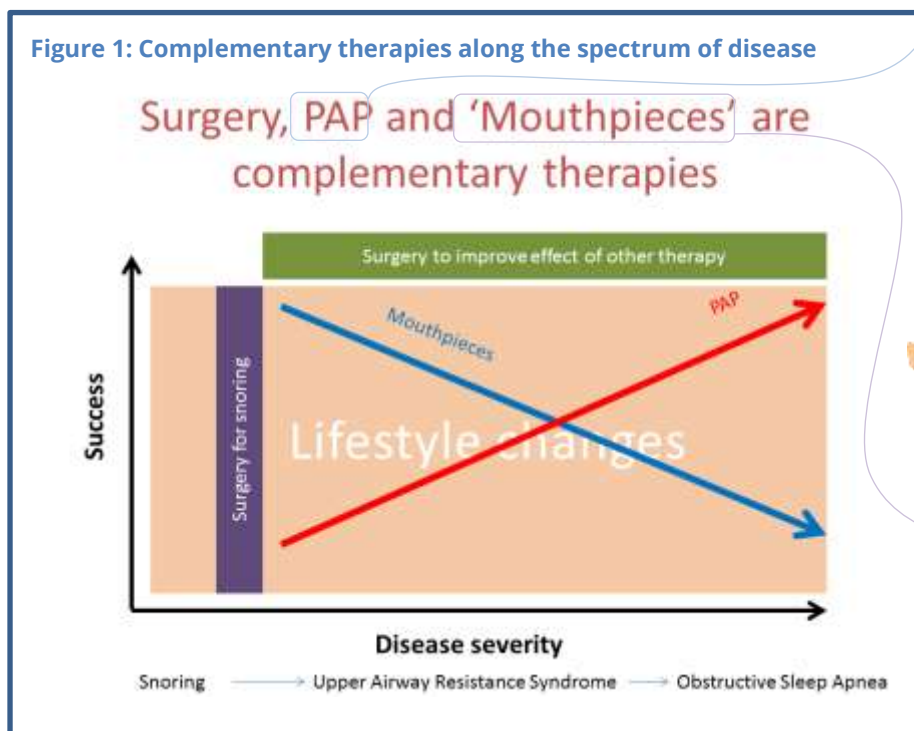 Figure 1: Complementary therapies along the spectrum of disease
Surgery, PAP and ‘Mouthpieces’ are
complementary therapies
Surgery to improve effect of other therapy
PAP
Mouthpieces
Success
Surgery for snoring
Lifestyle changes
Disease severity
Snoring
Upper Airway Resistance Syndrome
Obstructive Sleep Apnea